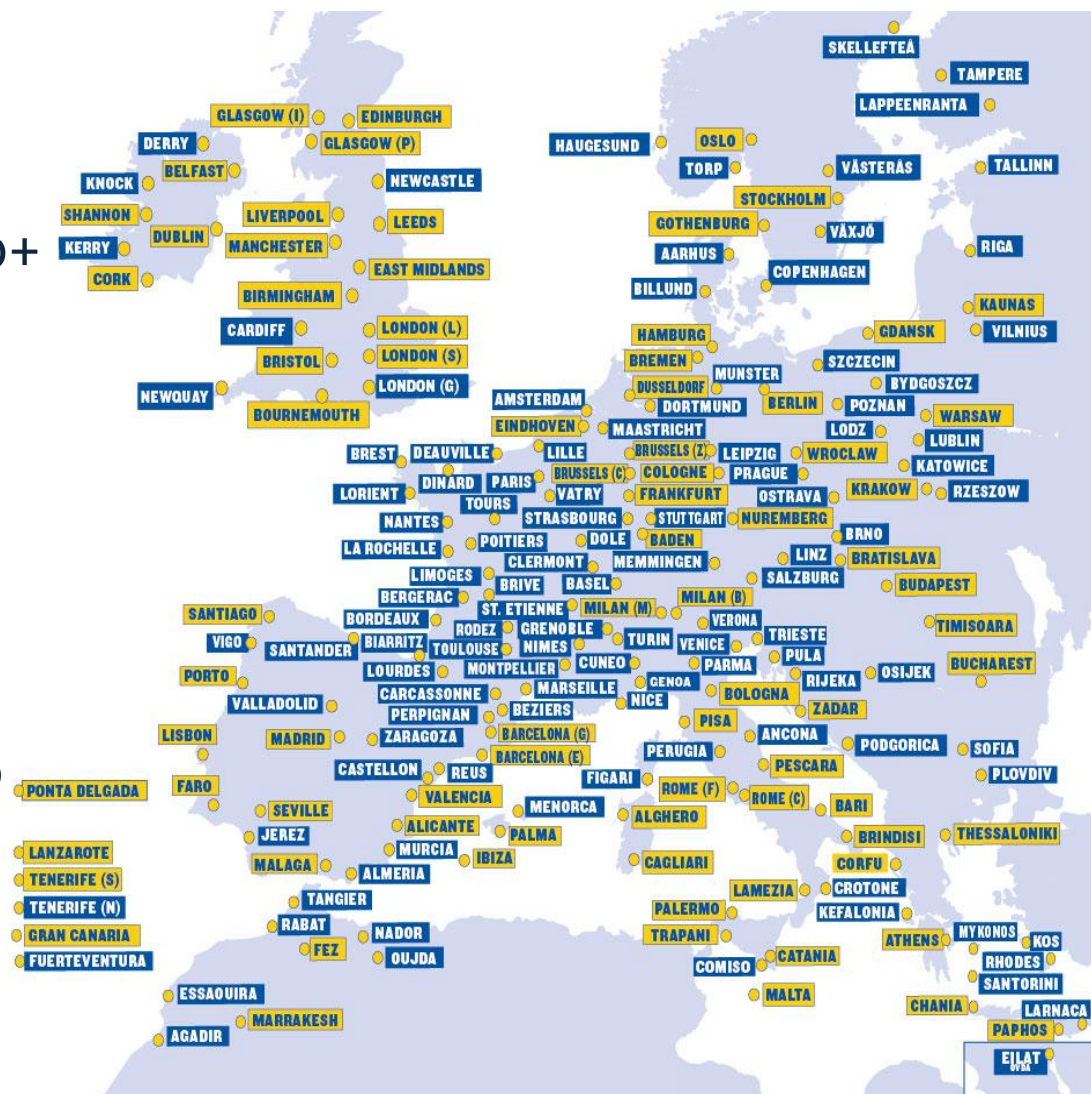 SKELLEFTEÅ
TAMPERE
LAPPEENRANTA
GLASGOW (I)
EDINBURGH
DERRY
GLASGOW (P)
HAUGESUND
OSLO
BELFAST
TORP
VÄSTERÅS
TALLINN
KNOCK
NEWCASTLE
STOCKHOLM
SHANNON
LIVERPOOL
LEEDS
GOTHENBURG
VÄXJÖ
DUBLIN
MANCHESTER
KERRY
+
AARHUS
RIGA
CORK
EAST MIDLANDS
COPENHAGEN
BILLUND
BIRMINGHAM
KAUNAS
CARDIFF
LONDON (L)
HAMBURG
GDANSK
VILNIUS
BRISTOL
LONDON (S)
BREMEN
SZCZECIN
MUNSTER
NEWQUAY
LONDON (G)
DUSSELDORF
BYDGOSZCZ
AMSTERDAM
DORTMUND
BERLIN
POZNAN
BOURNEMOUTH
WARSAW
EINDHOVEN
MAASTRICHT
LODZ
LUBLIN
BREST
DEAUVILLE
LILLE
BRUSSELS (Z)
LEIPZIG
WROCLAW
KATOWICE
DINARD
PARIS
BRUSSELS (C)
COLOGNE
PRAGUE
LORIENT
VATRY
FRANKFURT
OSTRAVA
KRAKOW
RZESZOW
TOURS
NANTES
STRASBOURG
STUTTGART
NUREMBERG
BRNO
LA ROCHELLE
POITIERS
DOLE
BADEN
CLERMONT
MEMMINGEN
LINZ
BRATISLAVA
LIMOGES
BRIVE
BASEL
SALZBURG
BUDAPEST
BERGERAC
ST. ETIENNE
MILAN (M)
MILAN (B)
SANTIAGO
BORDEAUX
RODEZ
GRENOBLE
VERONA
TIMISOARA
VIGO
SANTANDER
BIARRITZ
TOULOUSE
NIMES
TURIN
VENICE
TRIESTE
PULA
BUCHAREST
LOURDES
MONTPELLIER
CUNEO
PARMA
PORTO
RIJEKA
OSIJEK
GENOA
CARCASSONNE
MARSEILLE
NICE
BOLOGNA
VALLADOLID
PERPIGNAN
BEZIERS
ZADAR
PISA
LISBON
MADRID
ZARAGOZA
BARCELONA (G)
ANCONA
PODGORICA
SOFIA
BARCELONA (E)
PERUGIA
PESCARA
CASTELLON
REUS
FIGARI
PLOVDIV
PONTA DELGADA
FARO
VALENCIA
ROME (F)
ROME (C)
SEVILLE
MENORCA
ALGHERO
BARI
ALICANTE
PALMA
JEREZ
BRINDISI
THESSALONIKI
LANZAROTE
MURCIA
IBIZA
CAGLIARI
MALAGA
CORFU
TENERIFE (S)
ALMERIA
LAMEZIA
CROTONE
TENERIFE (N)
TANGIER
PALERMO
KEFALONIA
RABAT
GRAN CANARIA
NADOR
TRAPANI
ATHENS
MYKONOS
KOS
FEZ
OUJDA
FUERTEVENTURA
COMISO
CATANIA
RHODES
SANTORINI
ESSAOUIRA
MALTA
CHANIA
LARNACA
MARRAKESH
PAPHOS
AGADIR
EILAT
OVDA